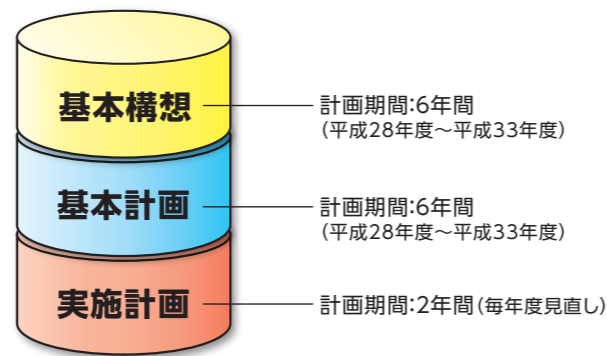 基本構想
計画期間:6年間
(平成28年度～平成33年度)
基本計画
計画期間:6年間
(平成28年度～平成33年度)
実施計画
計画期間:2年間(毎年度見直し)